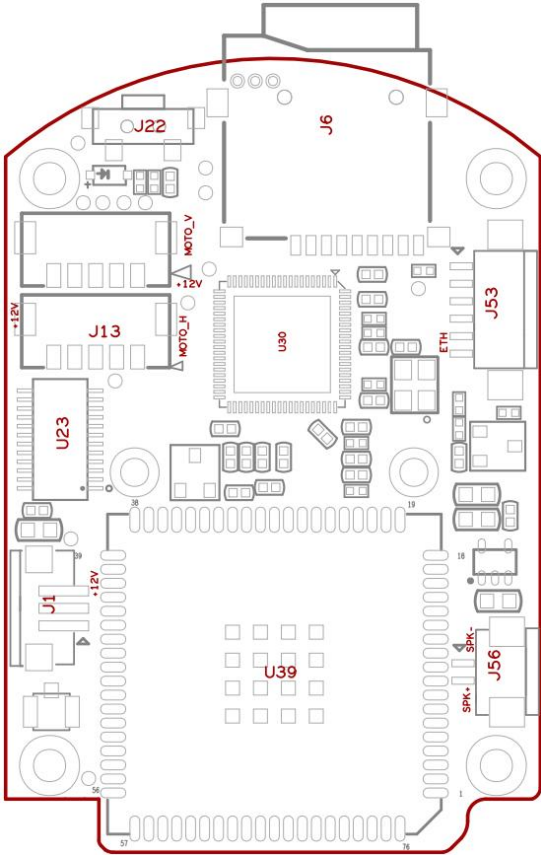 J22
J6
+
MOTO_V
+12V
+12V
J13
MOTO_H
U30
J53
ETH
U23
38
19
39
18
+12V
J1
SPK-
J56
SPK+
U39
56
1
57
76